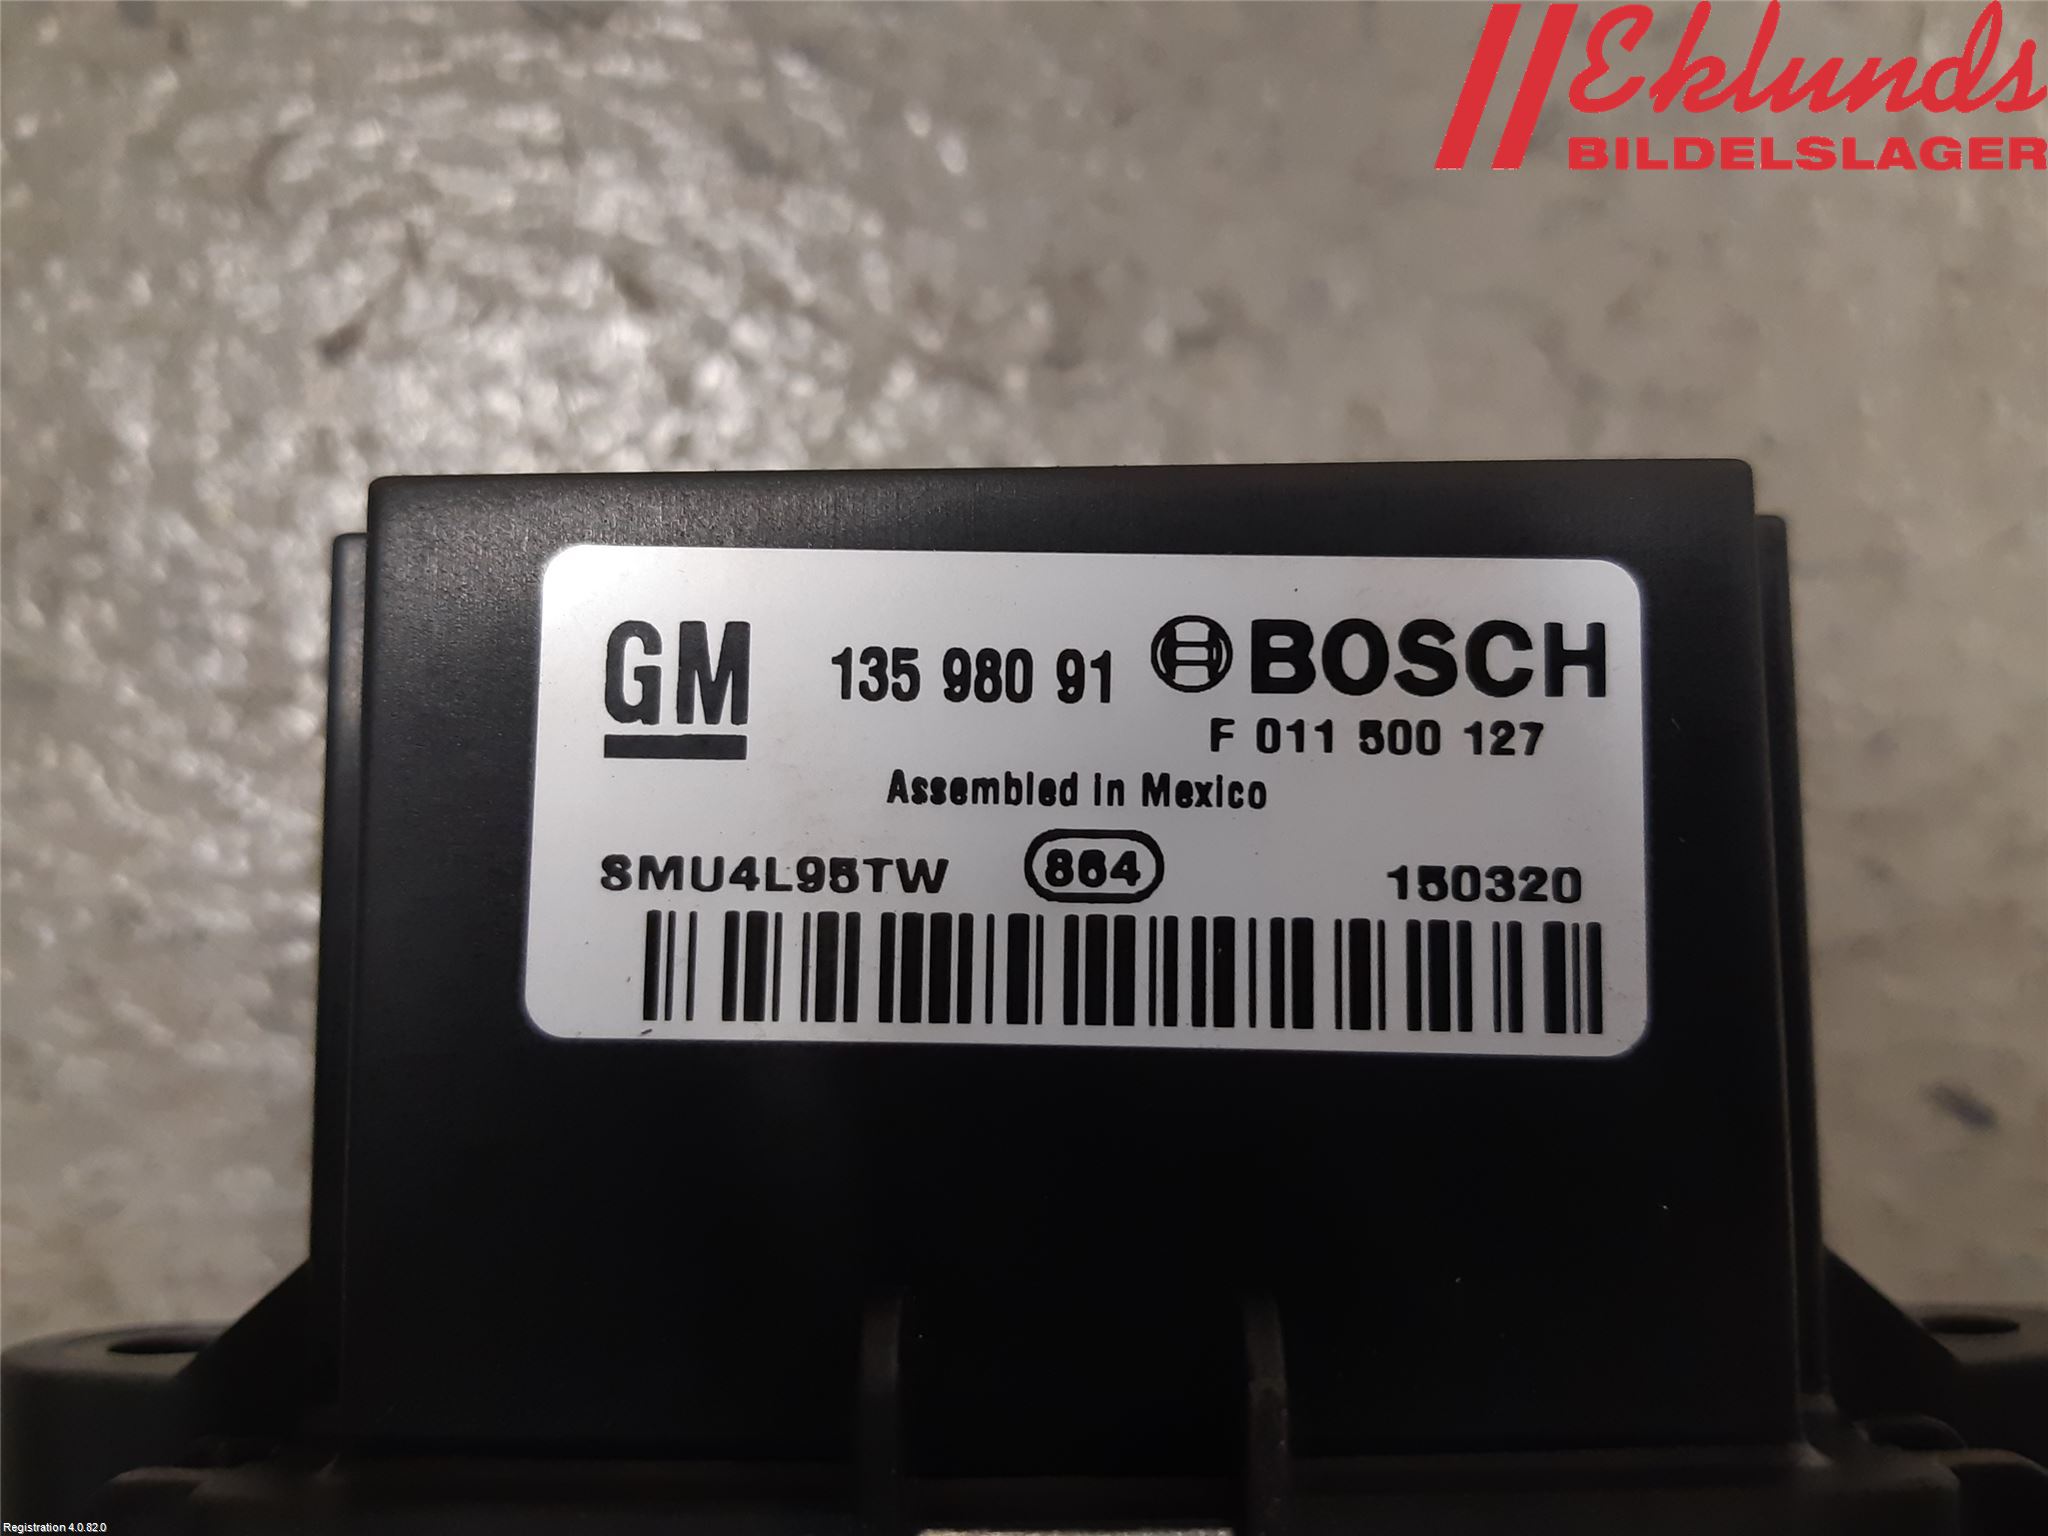 Eklunds
BILDELSLAGER
GM 135 980 91 BOSCH
F 011 500 127
Assembled in Mexico
SMU4L95TW 864 150320
Registration 4.0.82.0